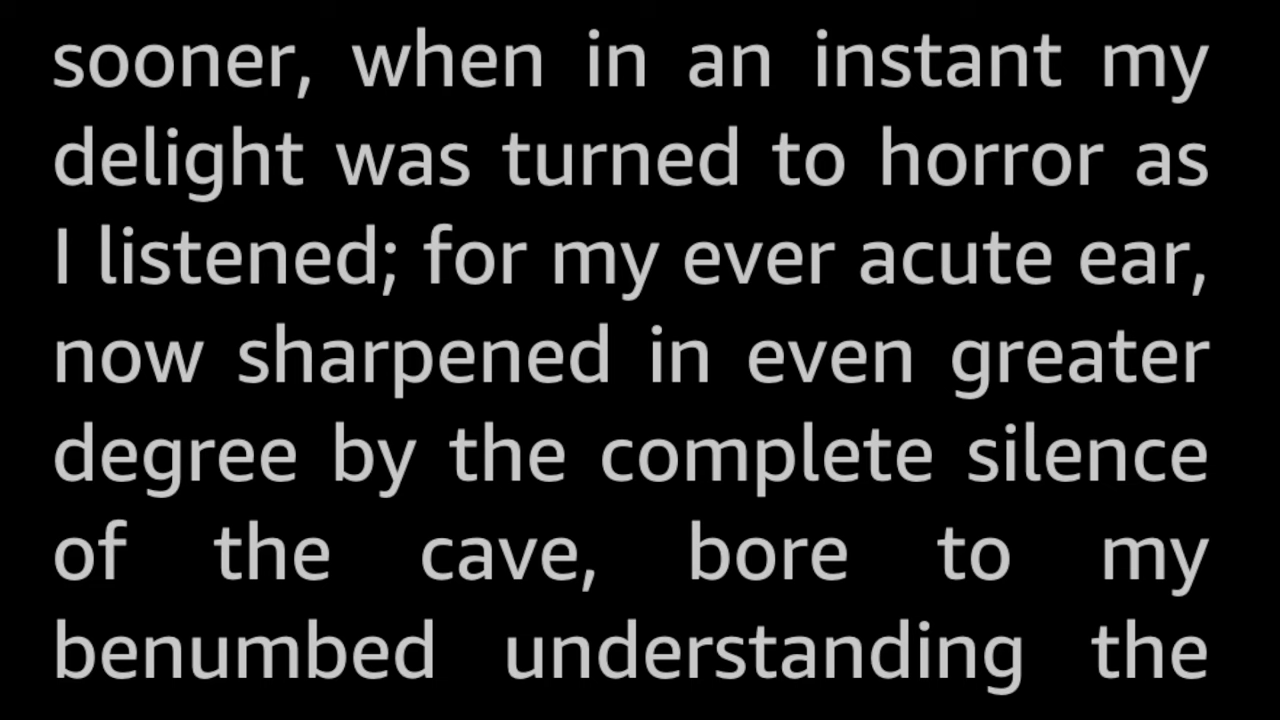 sooner, when in an instant my
delight was turned to horror as
I listened; for my ever acute ear,
now sharpened in even greater
degree by the complete silence
of the cave, bore to my
benumbed understanding the